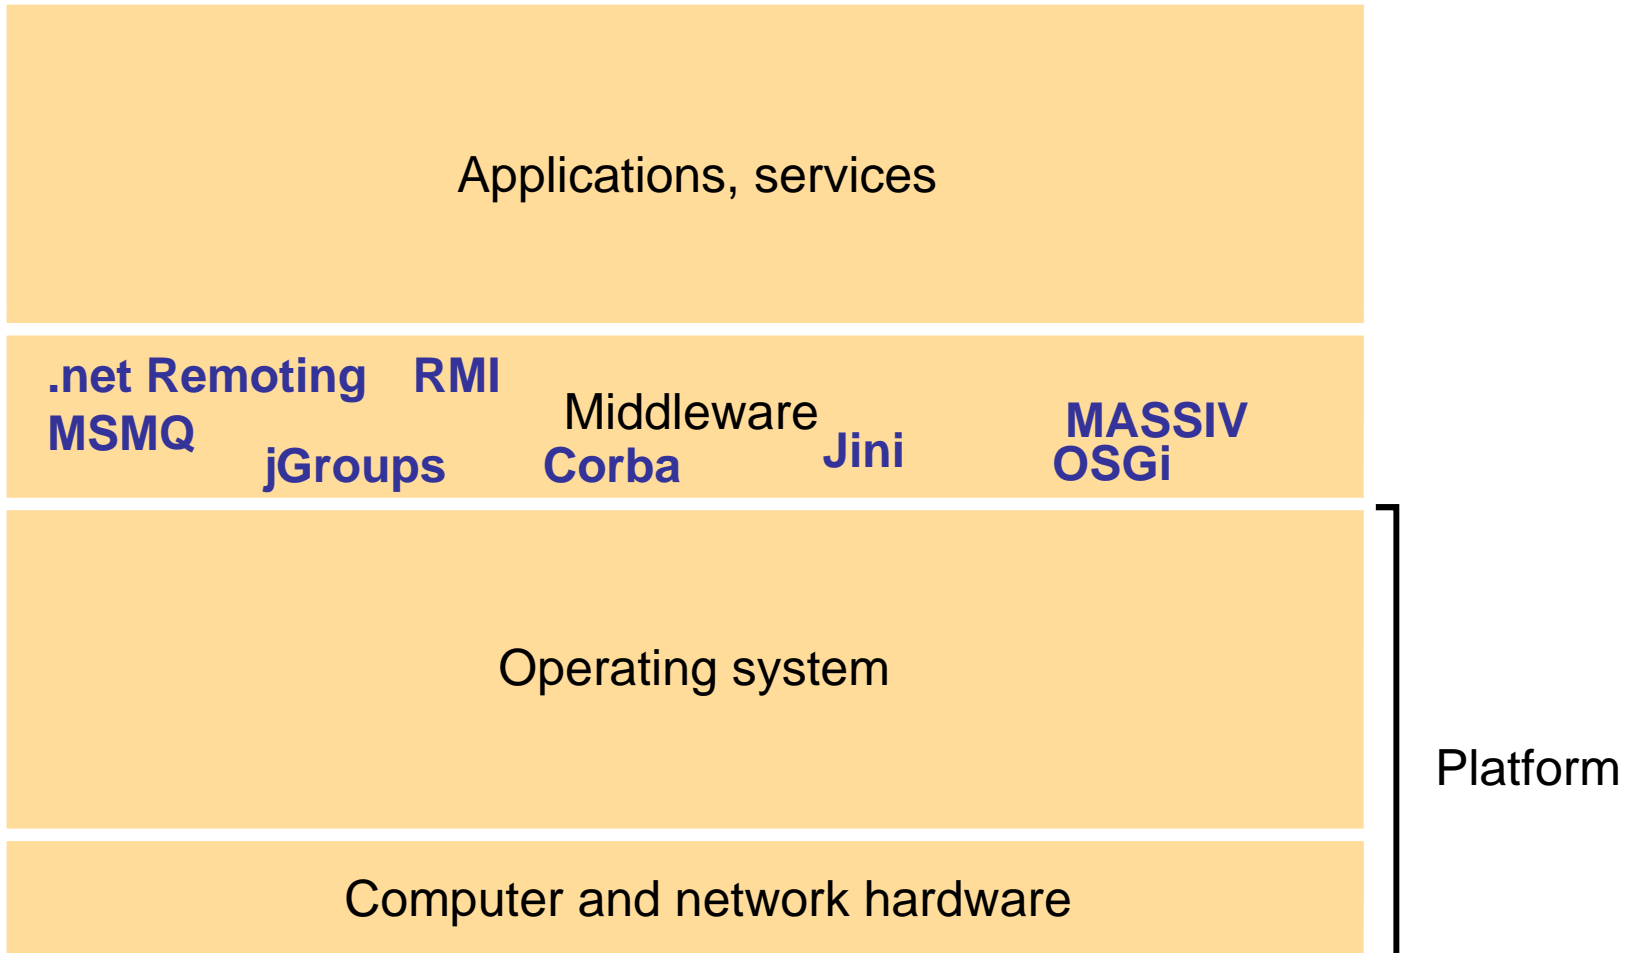 Applications, services
.net Remoting RMI
Middleware
MASSIV
MSMQ
Jini
jGroups
Corba
OSGi
Operating system
Platform
Computer and network hardware